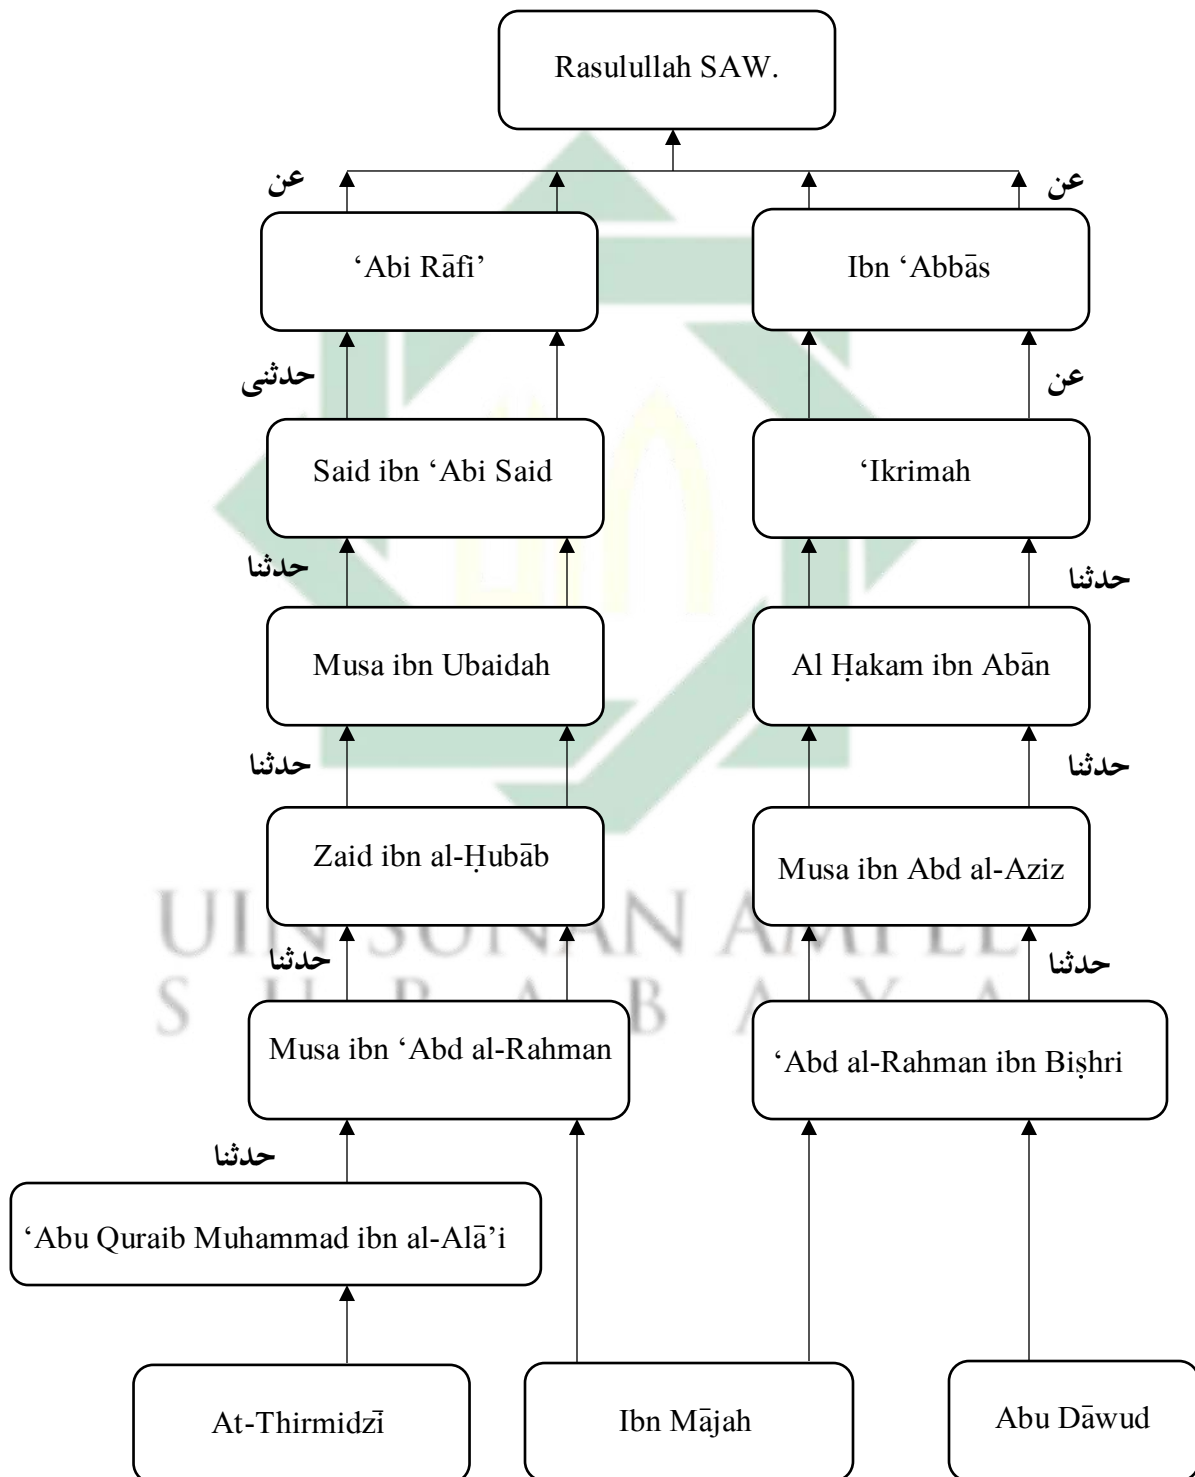 Rasulullah SAW.
عن
عن
‘Abi Rāfi’
Ibn ‘Abbās
حدثنى
عن
Said ibn ‘Abi Said
‘Ikrimah
حدثنا
حدثنا
Musa ibn Ubaidah
Al Ḥakam ibn Abān
حدثنا
حدثنا
Zaid ibn al-Ḥubāb
Musa ibn Abd al-Aziz
UIN SUNAN AMPEL
حدثنا
حدثنا
S U R A B A Y A
Musa ibn ‘Abd al-Rahman
‘Abd al-Rahman ibn Biṣhri
حدثنا
‘Abu Quraib Muhammad ibn al-Alā’i
At-Thirmidzī
Ibn Mājah
Abu Dāwud